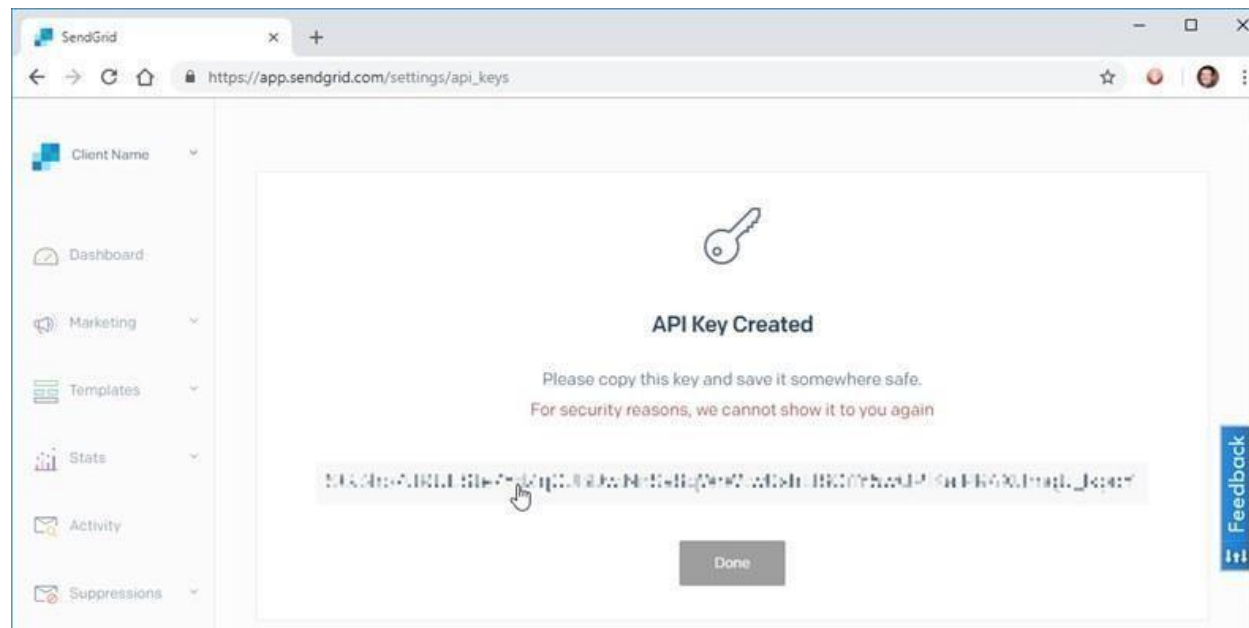 SendGrid
https://app.sendgrid.com/settings/api_keys
Client Name
Dashboard
Marketing
Templates
Stats
Activity
Suppressions
API Key Created
Please copy this key and save it somewhere safe.
For security reasons, we cannot show it to you again
Done
Feedback